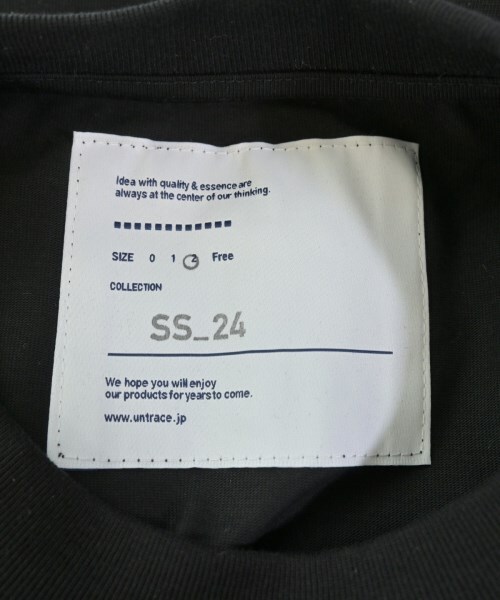 Idea with quality & essence are
always at the center of our thinking.
SIZE 0 1 2 Free
COLLECTION
SS_24
We hope you will enjoy
our products for years to come.
www.untrace.jp